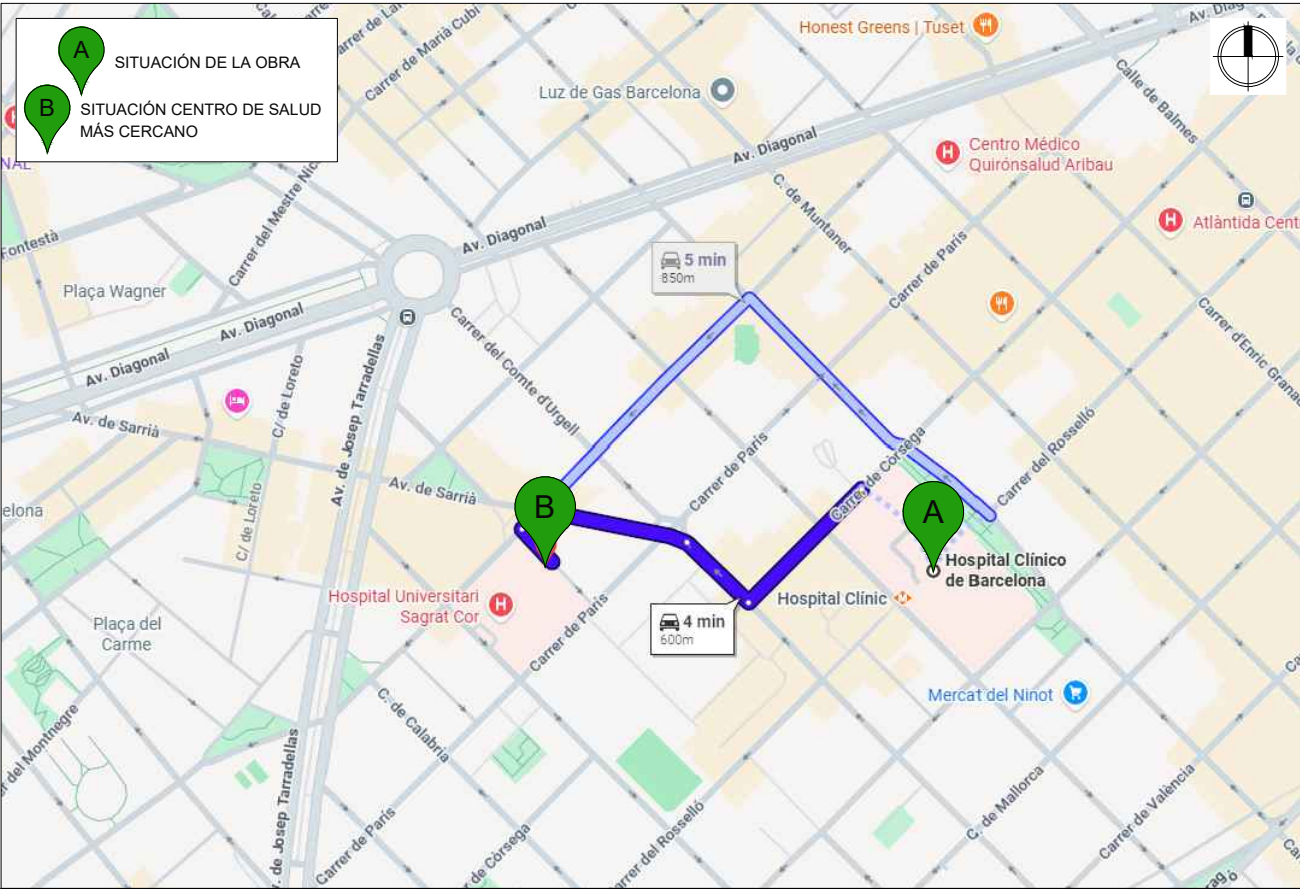 A
SITUACIÓN DE LA OBRA
B
SITUACIÓN CENTRO DE SALUD
MÁS CERCANO
Honest Greens | Tuset
Luz de Gas Barcelona
Carrer de Marià Cubí
Calle de Balmes
Centro Médico
Quirónsalud Aribau
Av. Diagonal
C. de Muntaner
Atlàntida Cent
Carrer del Mestre Nic
Fontestà
Av. Diagonal
Carrer de París
5 min
850m
Plaça Wagner
Av. Diagonal
Av. Diagonal
Carrer del Comte d'Urgell
Carrer d'Enric Granad
C/ de Loreto
Av. de Josep Tarradellas
Av. de Sarrià
Carrer de París
Carrer de Còrsega
Carrer del Rosselló
Av. de Sarrià
elona
C/ de Loreto
B
A
Hospital Clínico
de Barcelona
Hospital Universitari
Sagrat Cor
Hospital Clínic
M
4 min
600m
Plaça del
Carme
Carrer de París
Mercat del Ninot
C. de Calabria
er del Montnegre
. de Josep Tarradellas
C. de Mallorca
Carrer de València
Carrer de París
de Còrsega
arrer del Rosselló